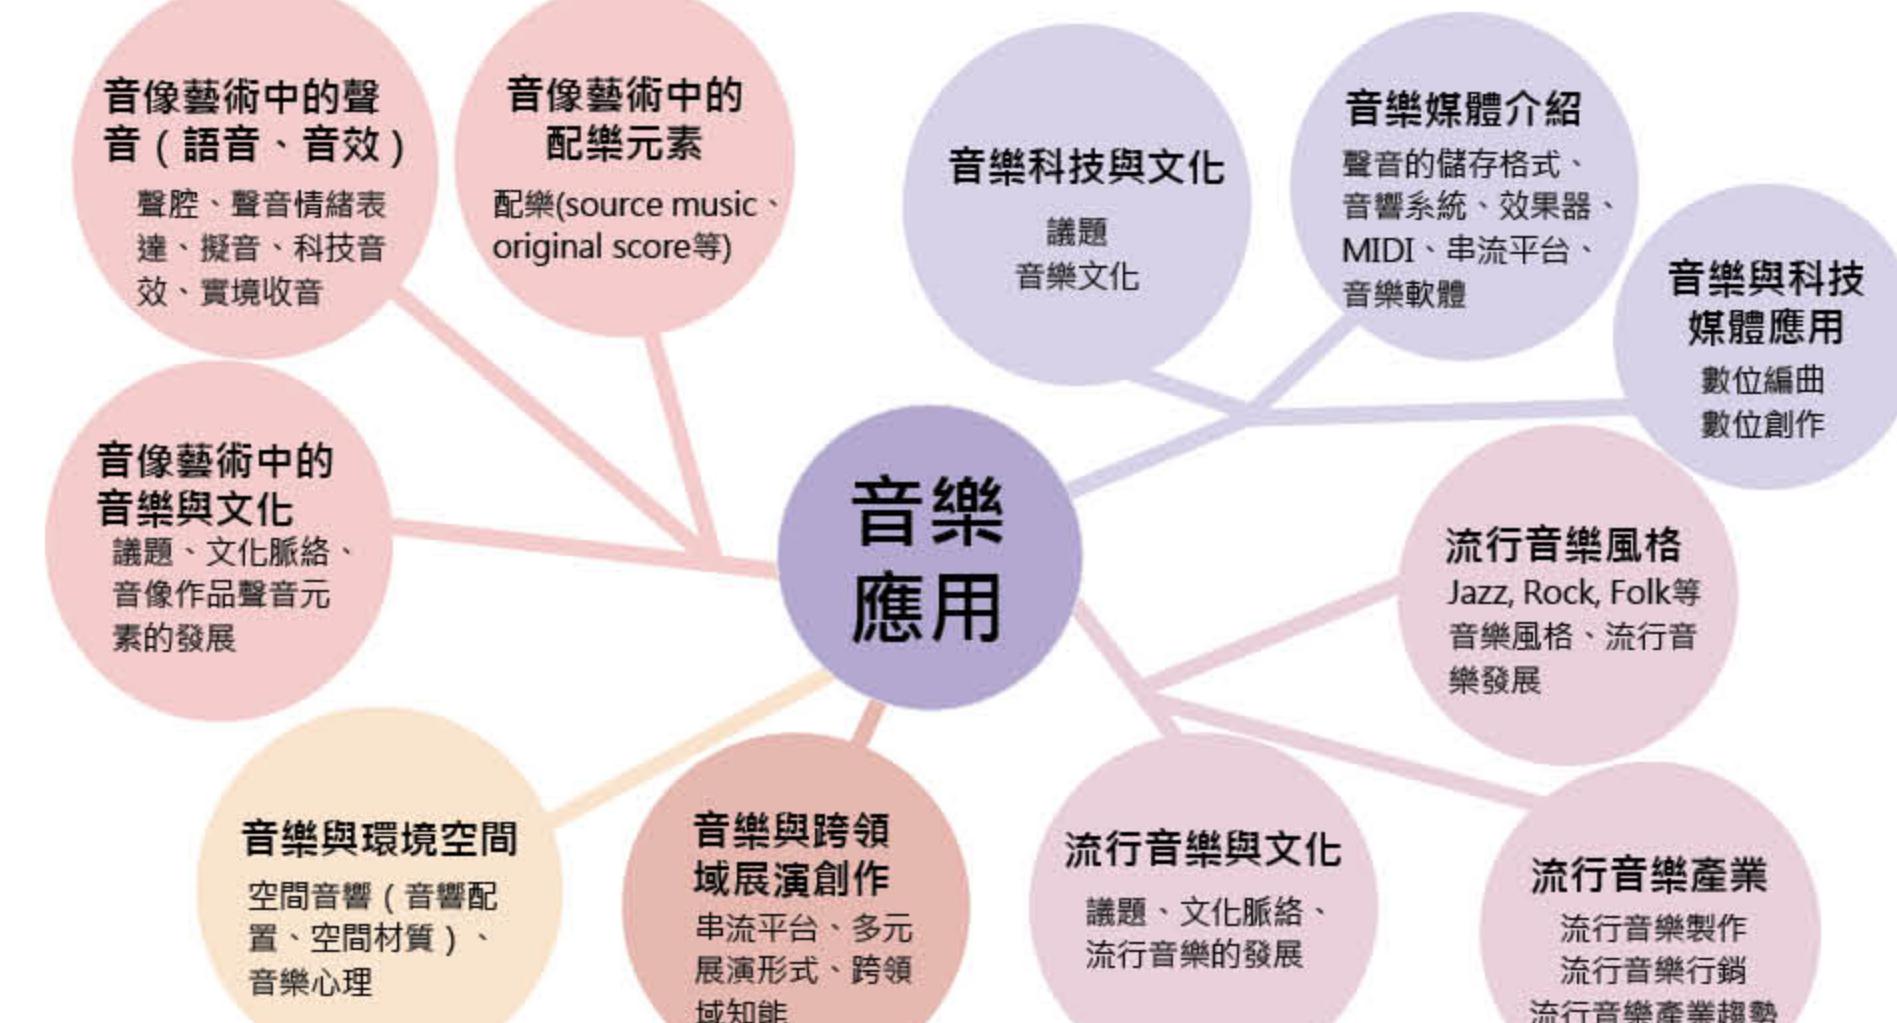 音像藝術中的聲
音（語音、音效）
聲腔、聲音情緒表
達、擬音、科技音
效、實境收音
音像藝術中的
配樂元素
配樂(source music、
original score等)
音樂科技與文化
議題
音樂文化
音樂媒體介紹
聲音的儲存格式、
音響系統、效果器、
MIDI、串流平台、
音樂軟體
音樂與科技
媒體應用
數位編曲
數位創作
音像藝術中的
音樂與文化
議題、文化脈絡、
音像作品聲音元
素的發展
音樂
應用
流行音樂風格
Jazz, Rock, Folk等
音樂風格、流行音
樂發展
音樂與環境空間
空間音響（音響配
置、空間材質）、
音樂心理
音樂與跨領
域展演創作
串流平台、多元
展演形式、跨領
域知能
流行音樂與文化
議題、文化脈絡、
流行音樂的發展
流行音樂產業
流行音樂製作
流行音樂行銷
流行音樂產業趨勢